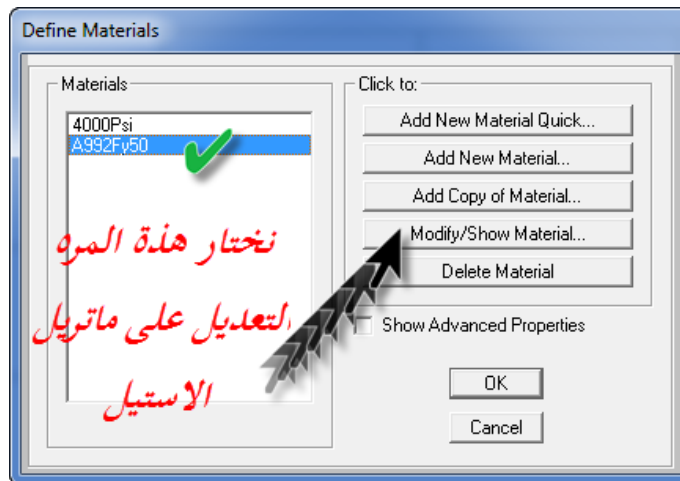 Define Materials
Materials
4000Psi
A992Fy50
نختار هذة المره
التعديل على ماتريل
الاستيل
Click to:
Add New Material Quick...
Add New Material...
Add Copy of Material...
Modify/Show Material...
Delete Material
Show Advanced Properties
OK
Cancel